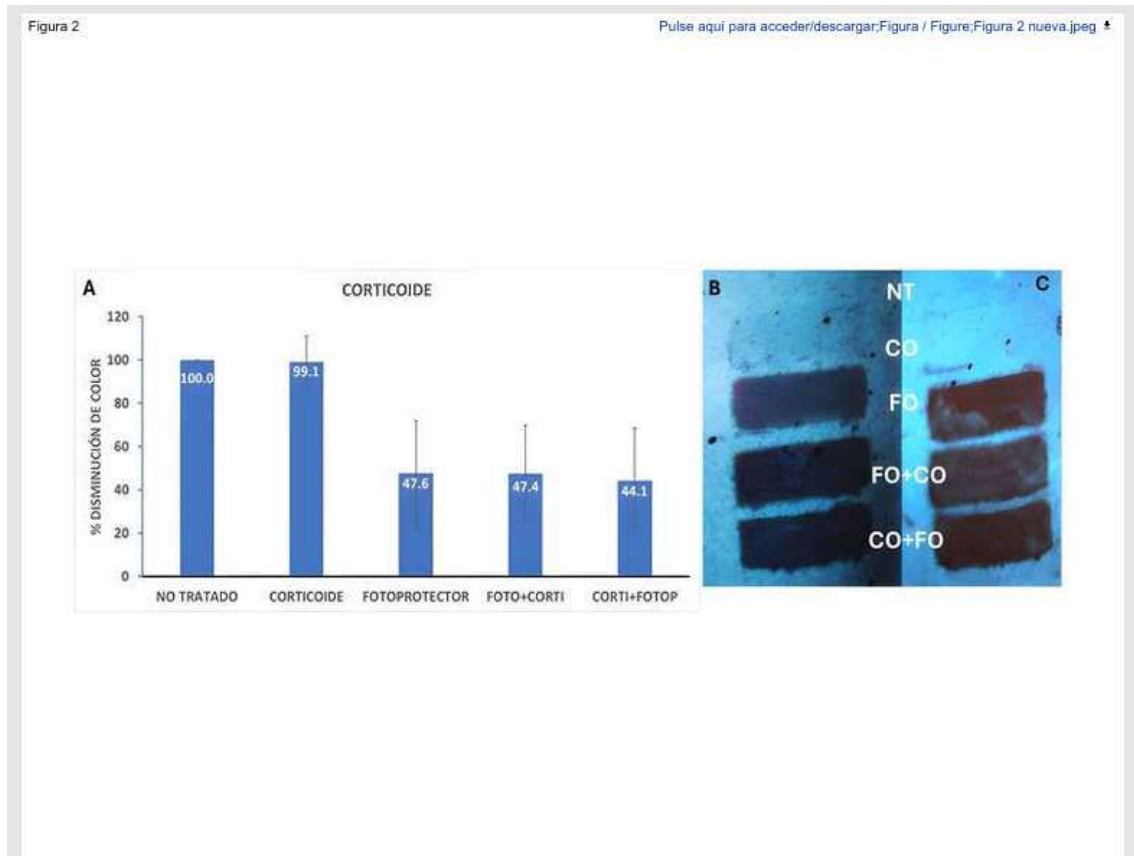 Figura 2
Pulse aquí para acceder/descargar;Figura / Figure;Figura 2 nueva.jpeg
A
CORTICOIDE
% DISMINUCIÓN DE COLOR
120
100
80
60
40
20
0
100.0
99.1
47.6
47.4
44.1
NO TRATADO
CORTICOIDE
FOTOPROTECTOR
FOTO+CORTI
CORTI+FOTOP
B
C
NT
CO
FO
FO+CO
CO+FO